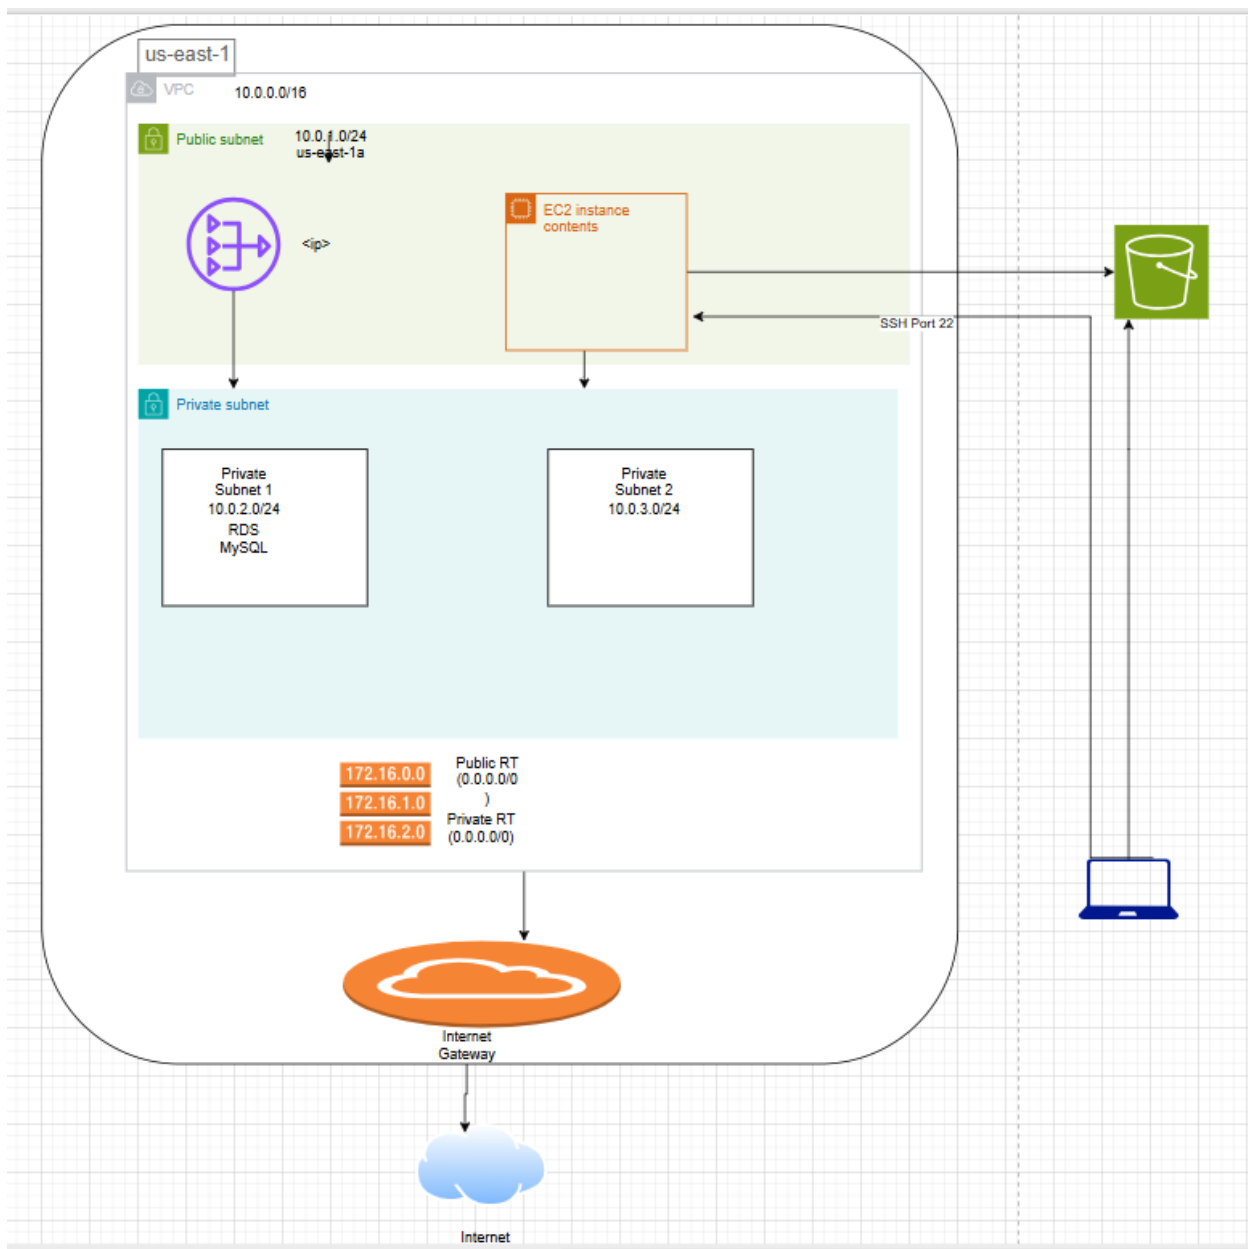 us-east-1
VPC
10.0.0.0/16
Public subnet
10.0.1.0/24
us-east-1a
<ip>
EC2 instance
contents
SSH Port 22
Private subnet
Private
Subnet 1
10.0.2.0/24
RDS
MySQL
Private
Subnet 2
10.0.3.0/24
172.16.0.0
172.16.1.0
172.16.2.0
Public RT
(0.0.0.0/0
)
Private RT
(0.0.0.0/0)
Internet
Gateway
Internet